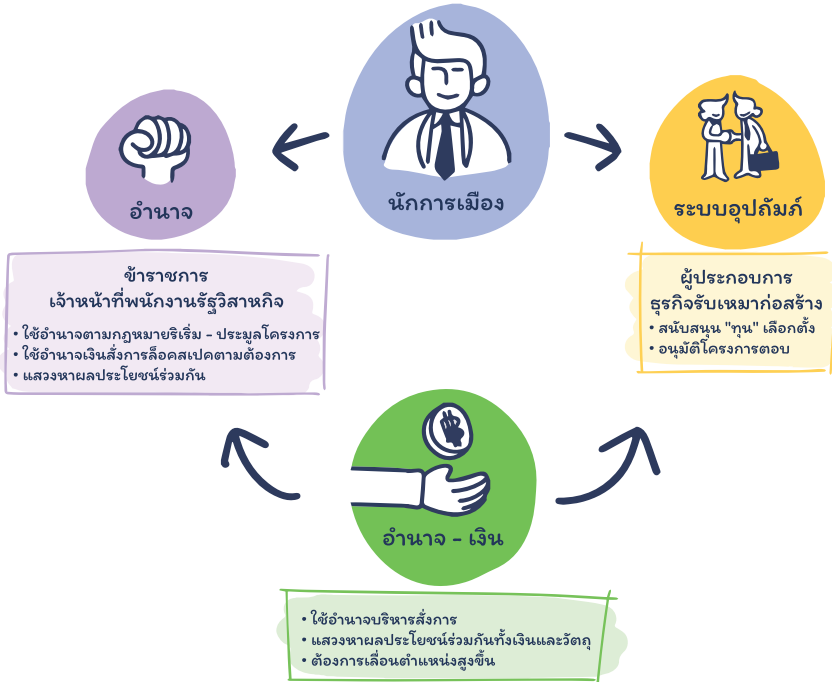 นักการเมือง
อำนาจ
ระบบอุปถัมภ์
ข้าราชการ
เจ้าหน้าที่พนักงานรัฐวิสาหกิจ
• ใช้อำนาจตามกฎหมายริเริ่ม - ประมูลโครงการ
• ใช้อำนาจเงินสั่งการล็อคสเปคตามต้องการ
• แสวงหาผลประโยชน์ร่วมกัน
ผู้ประกอบการ
ธุรกิจรับเหมาก่อสร้าง
• สนับสนุน "ทุน" เลือกตั้ง
• อนุมัติโครงการตอบ
อำนาจ - เงิน
• ใช้อำนาจบริหารสั่งการ
• แสวงหาผลประโยชน์ร่วมกันทั้งเงินและวัตถุ
• ต้องการเลื่อนตำแหน่งสูงขึ้น